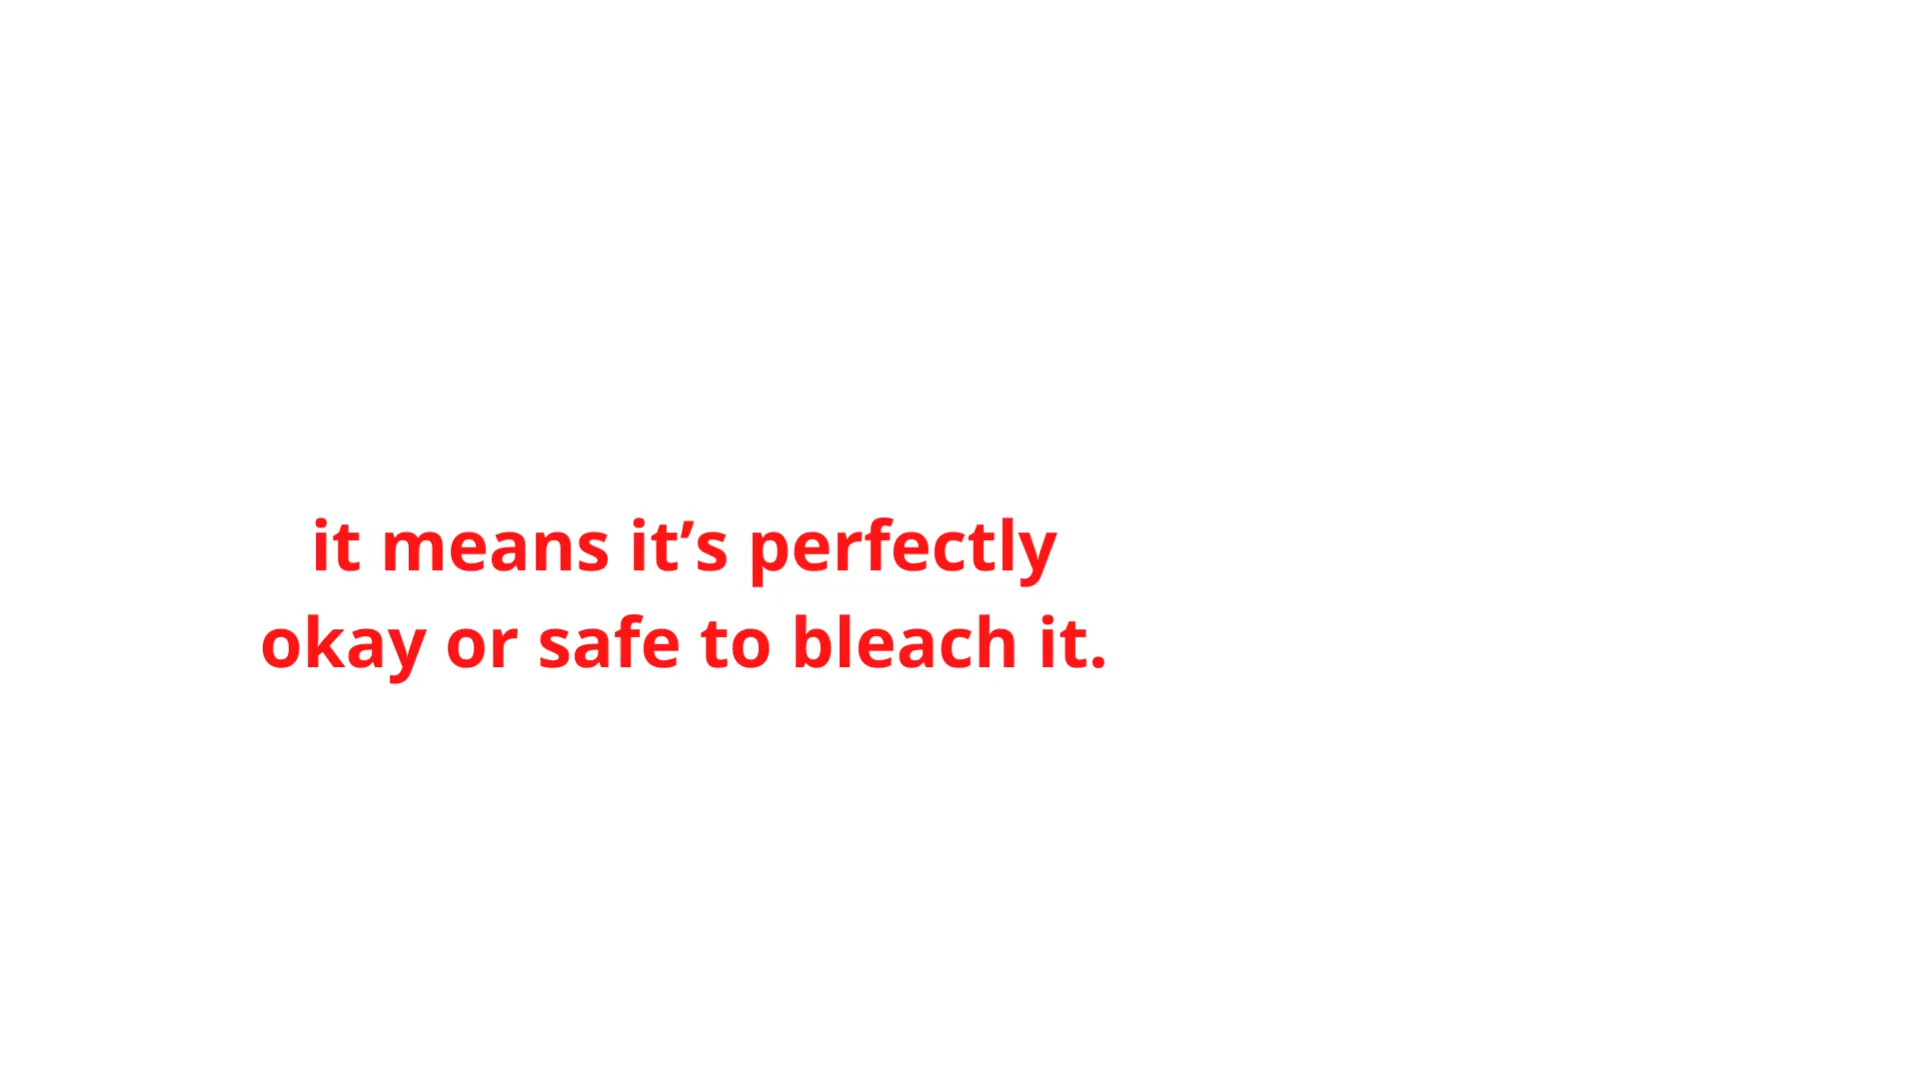 it means it’s perfectly
okay or safe to bleach it.